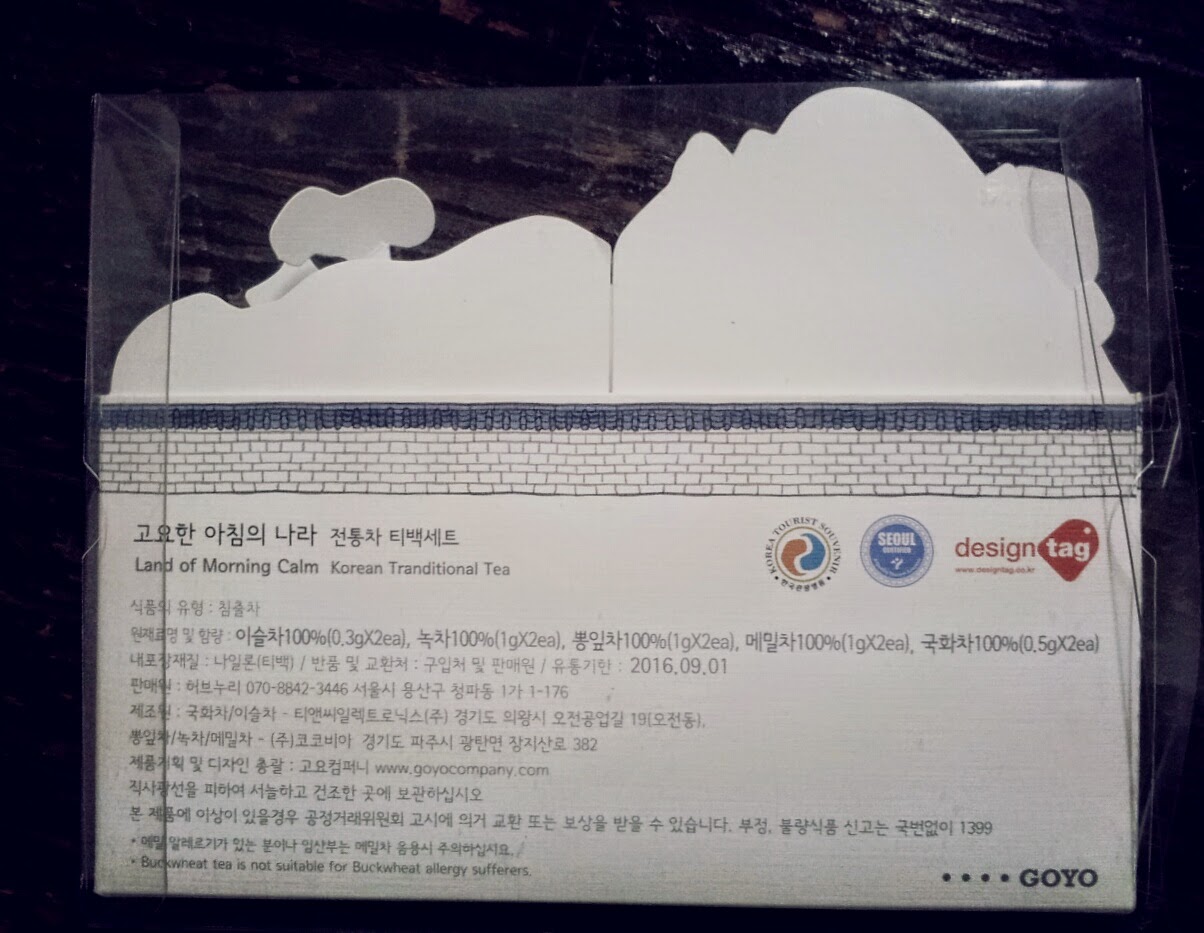 고요한 아침의 나라 전통차 티백세트
Land of Morning Calm Korean Tranditional Tea
KOREA TOURIST SOUVENIR
한국관광명품
SEOUL
CERTIFIED
design tag
www.designtag.co.kr
식품의 유형 : 침출차
원재료명 및 함량 : 이슬차100%(0.3gX2ea), 녹차100%(1gX2ea), 뽕잎차100%(1gX2ea), 메밀차100%(1gX2ea), 국화차100%(0.5gX2ea)
내포장재질 : 나일론(티백) / 반품 및 교환처 : 구입처 및 판매원 / 유통기한 : 2016.09.01
판매원 : 허브누리 070-8842-3446 서울시 용산구 청파동 1가 1-176
제조원 : 국화차/이슬차 - 티앤씨일렉트로닉스(주) 경기도 의왕시 오전공업길 19(오전동),
뽕잎차/녹차/메밀차 - (주)코코비아 경기도 파주시 광탄면 장지산로 382
제품기획 및 디자인 총괄 : 고요컴퍼니 www.goyocompany.com
직사광선을 피하여 서늘하고 건조한 곳에 보관하십시오
본 제품에 이상이 있을경우 공정거래위원회 고시에 의거 교환 또는 보상을 받을 수 있습니다. 부정, 불량식품 신고는 국번없이 1399
* 메밀 알레르기가 있는 분이나 임산부는 메밀차 음용시 주의하십시요.
* Buckwheat tea is not suitable for Buckwheat allergy sufferers.
• • • • GOYO